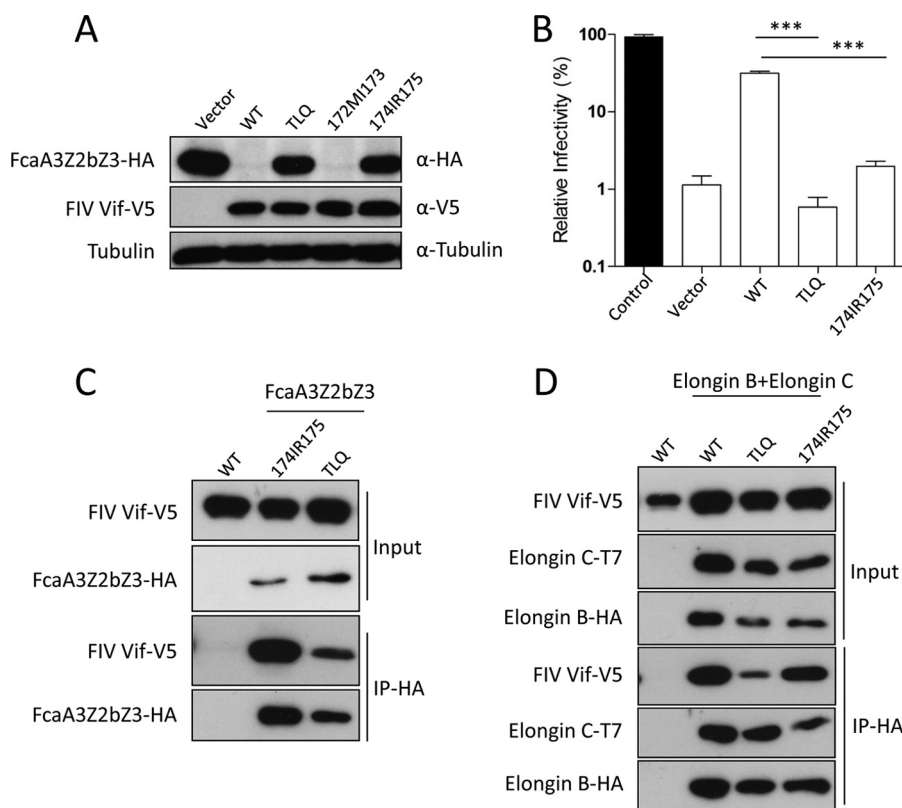 A
Vector
WT
TLQ
172MI173
174IR175
FcaA3Z2bZ3-HA
α-HA
FIV Vif-V5
α-V5
Tubulin
α-Tubulin
B
Relative Infectivity (%)
100
10
1
0.1
***
***
Control
Vector
WT
TLQ
174IR175
C
FcaA3Z2bZ3
WT
174IR175
TLQ
FIV Vif-V5
FcaA3Z2bZ3-HA
Input
FIV Vif-V5
FcaA3Z2bZ3-HA
IP-HA
D
Elongin B+Elongin C
WT
WT
TLQ
174IR175
FIV Vif-V5
Elongin C-T7
Elongin B-HA
Input
FIV Vif-V5
Elongin C-T7
Elongin B-HA
IP-HA